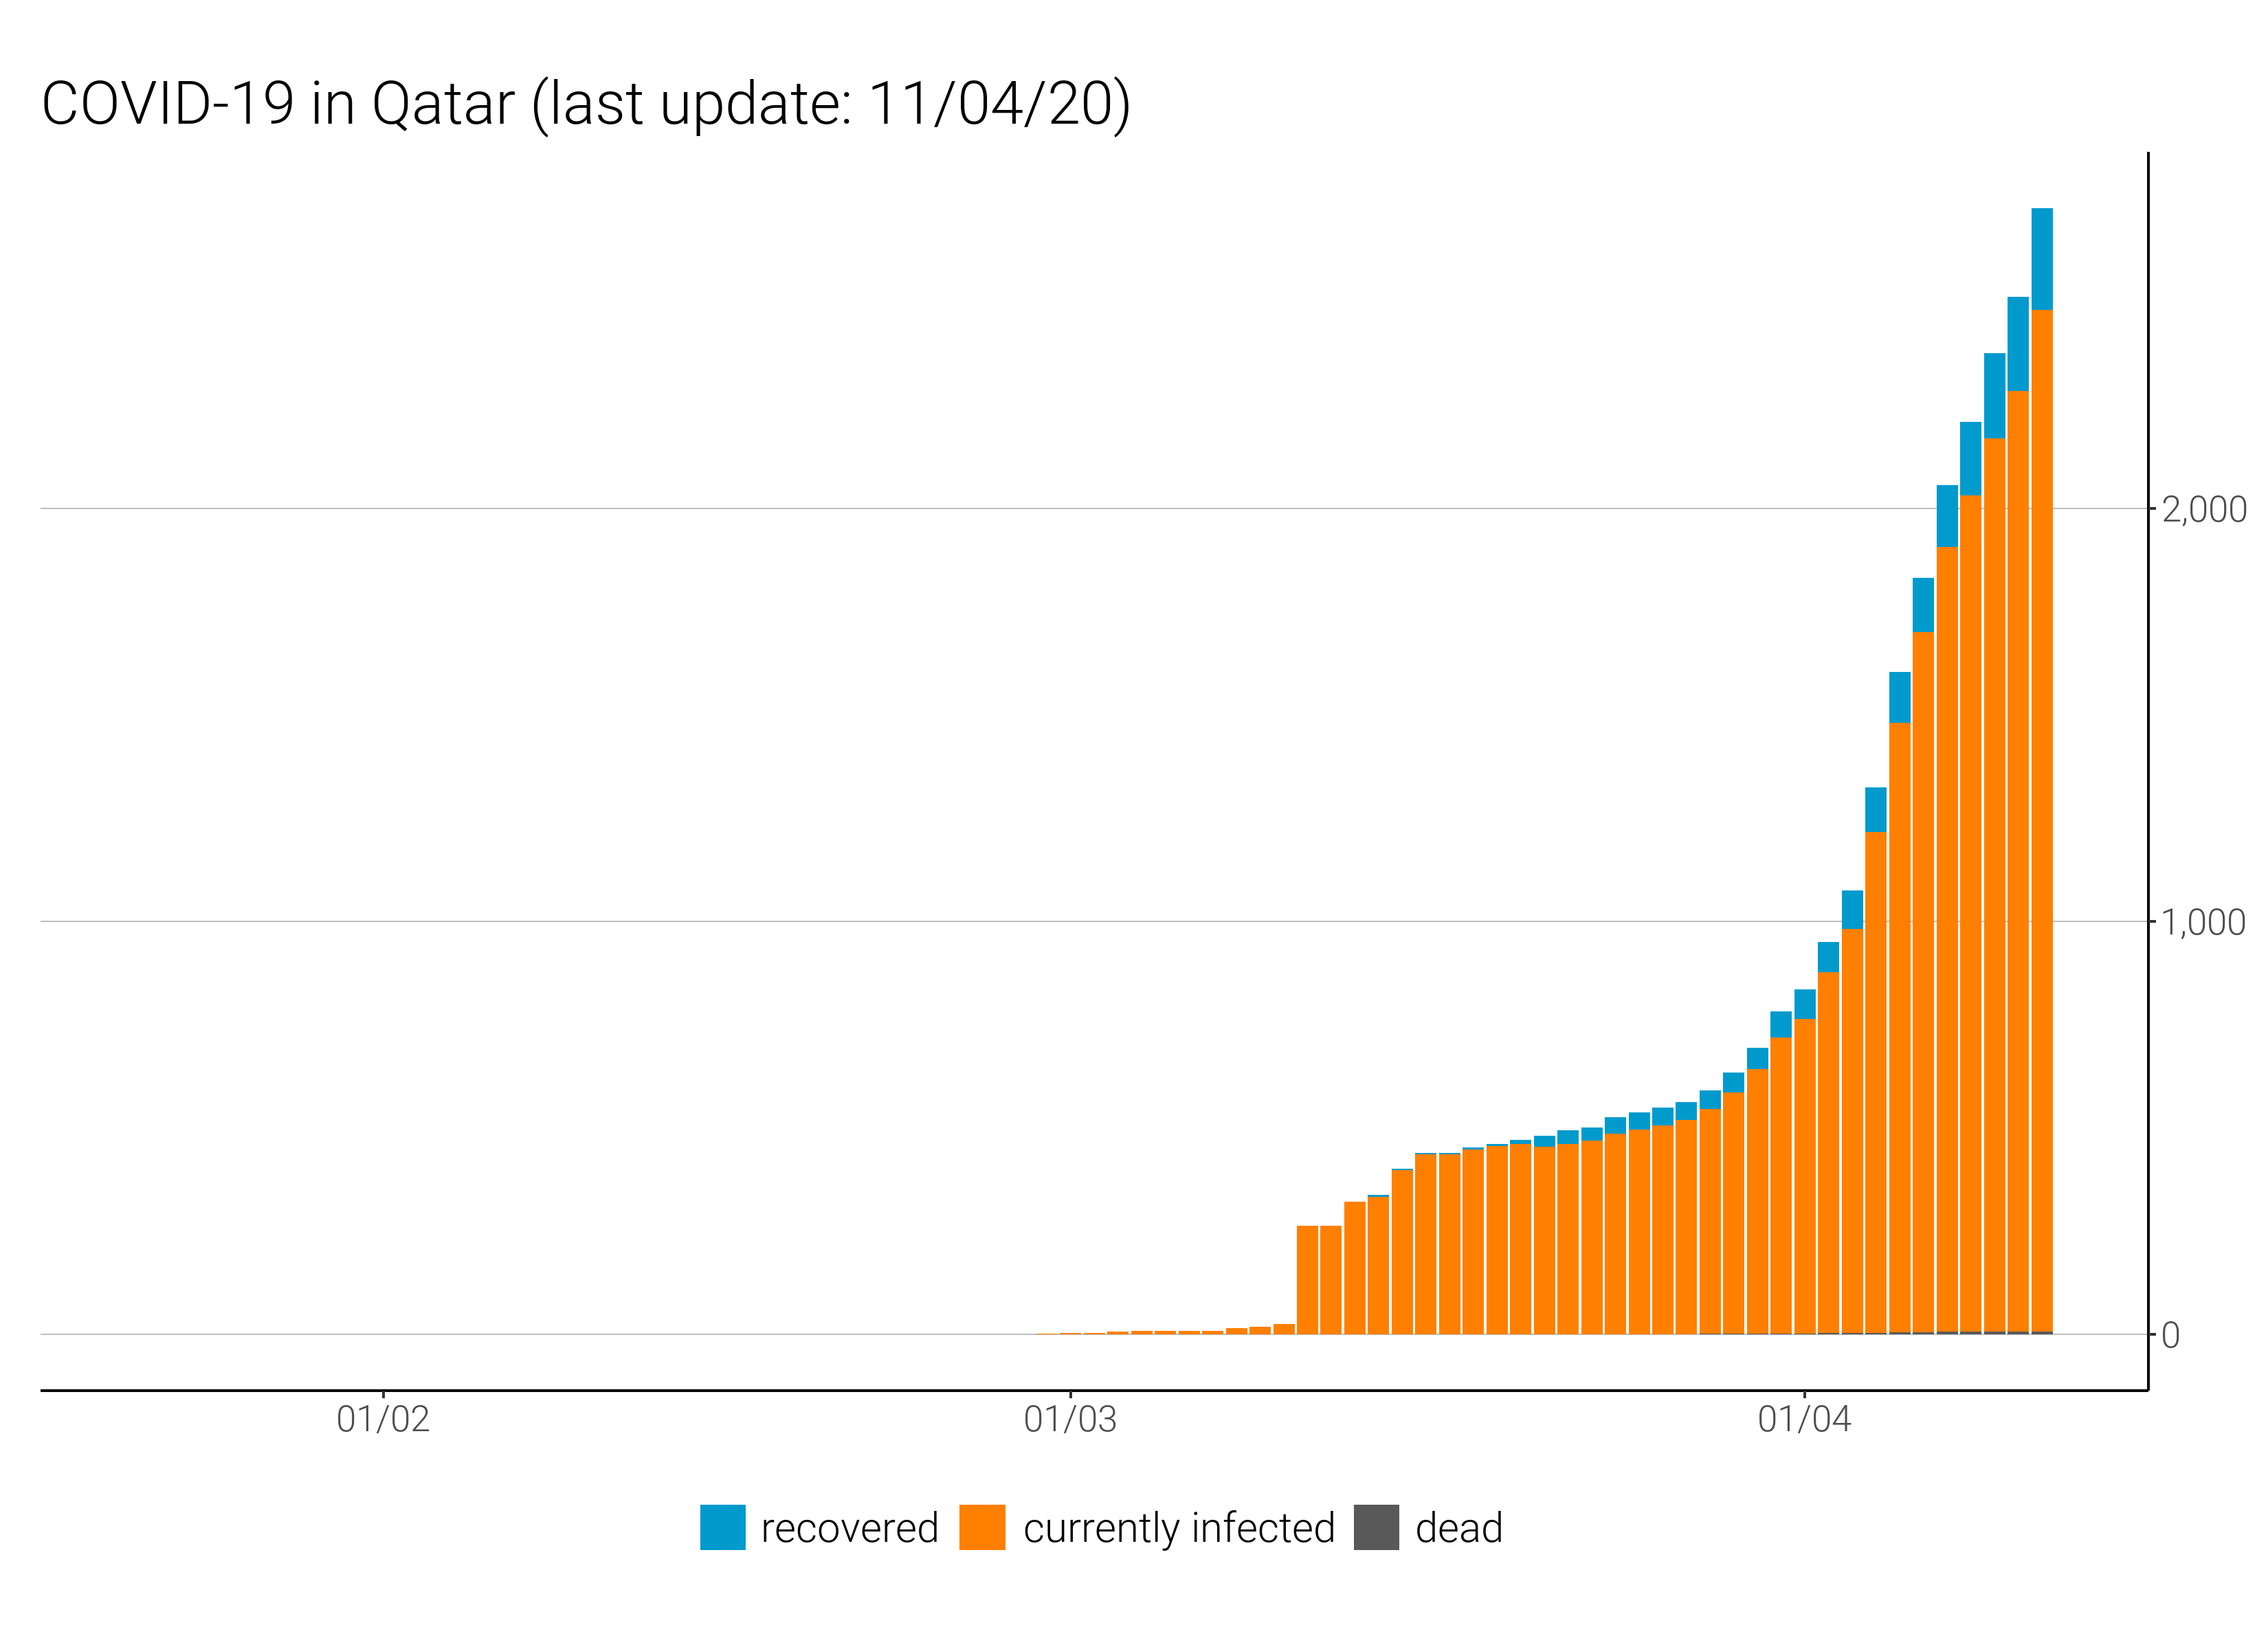 COVID-19 in Qatar (last update: 11/04/20)
2,000
1,000
0
01/02 01/03 01/04
recovered currently infected dead